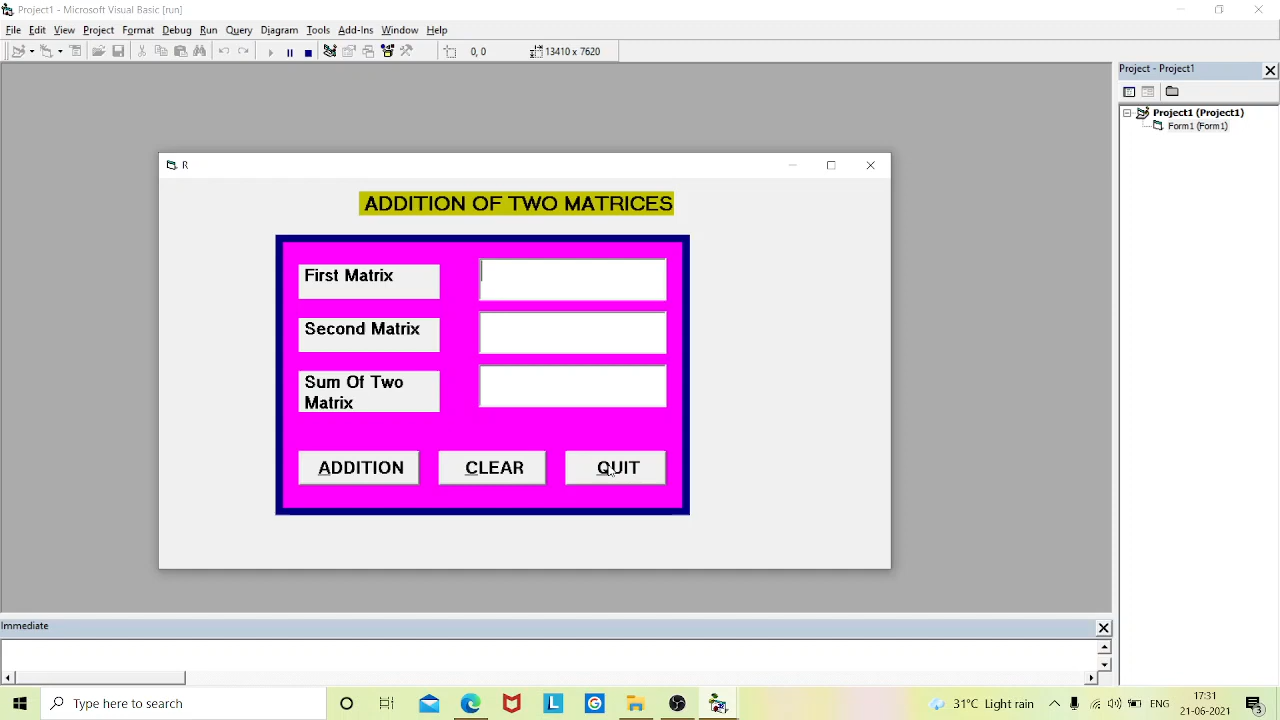 Project1 - Microsoft Visual Basic [run]
File Edit View Project Format Debug Run Query Diagram Tools Add-Ins Window Help
0, 0 13410 x 7620
Project - Project1
Project1 (Project1)
Form1 (Form1)
R
ADDITION OF TWO MATRICES
First Matrix
Second Matrix
Sum Of Two
Matrix
ADDITION CLEAR QUIT
Immediate
Type here to search
31°C Light rain
ENG
17:31
21-06-2021
3